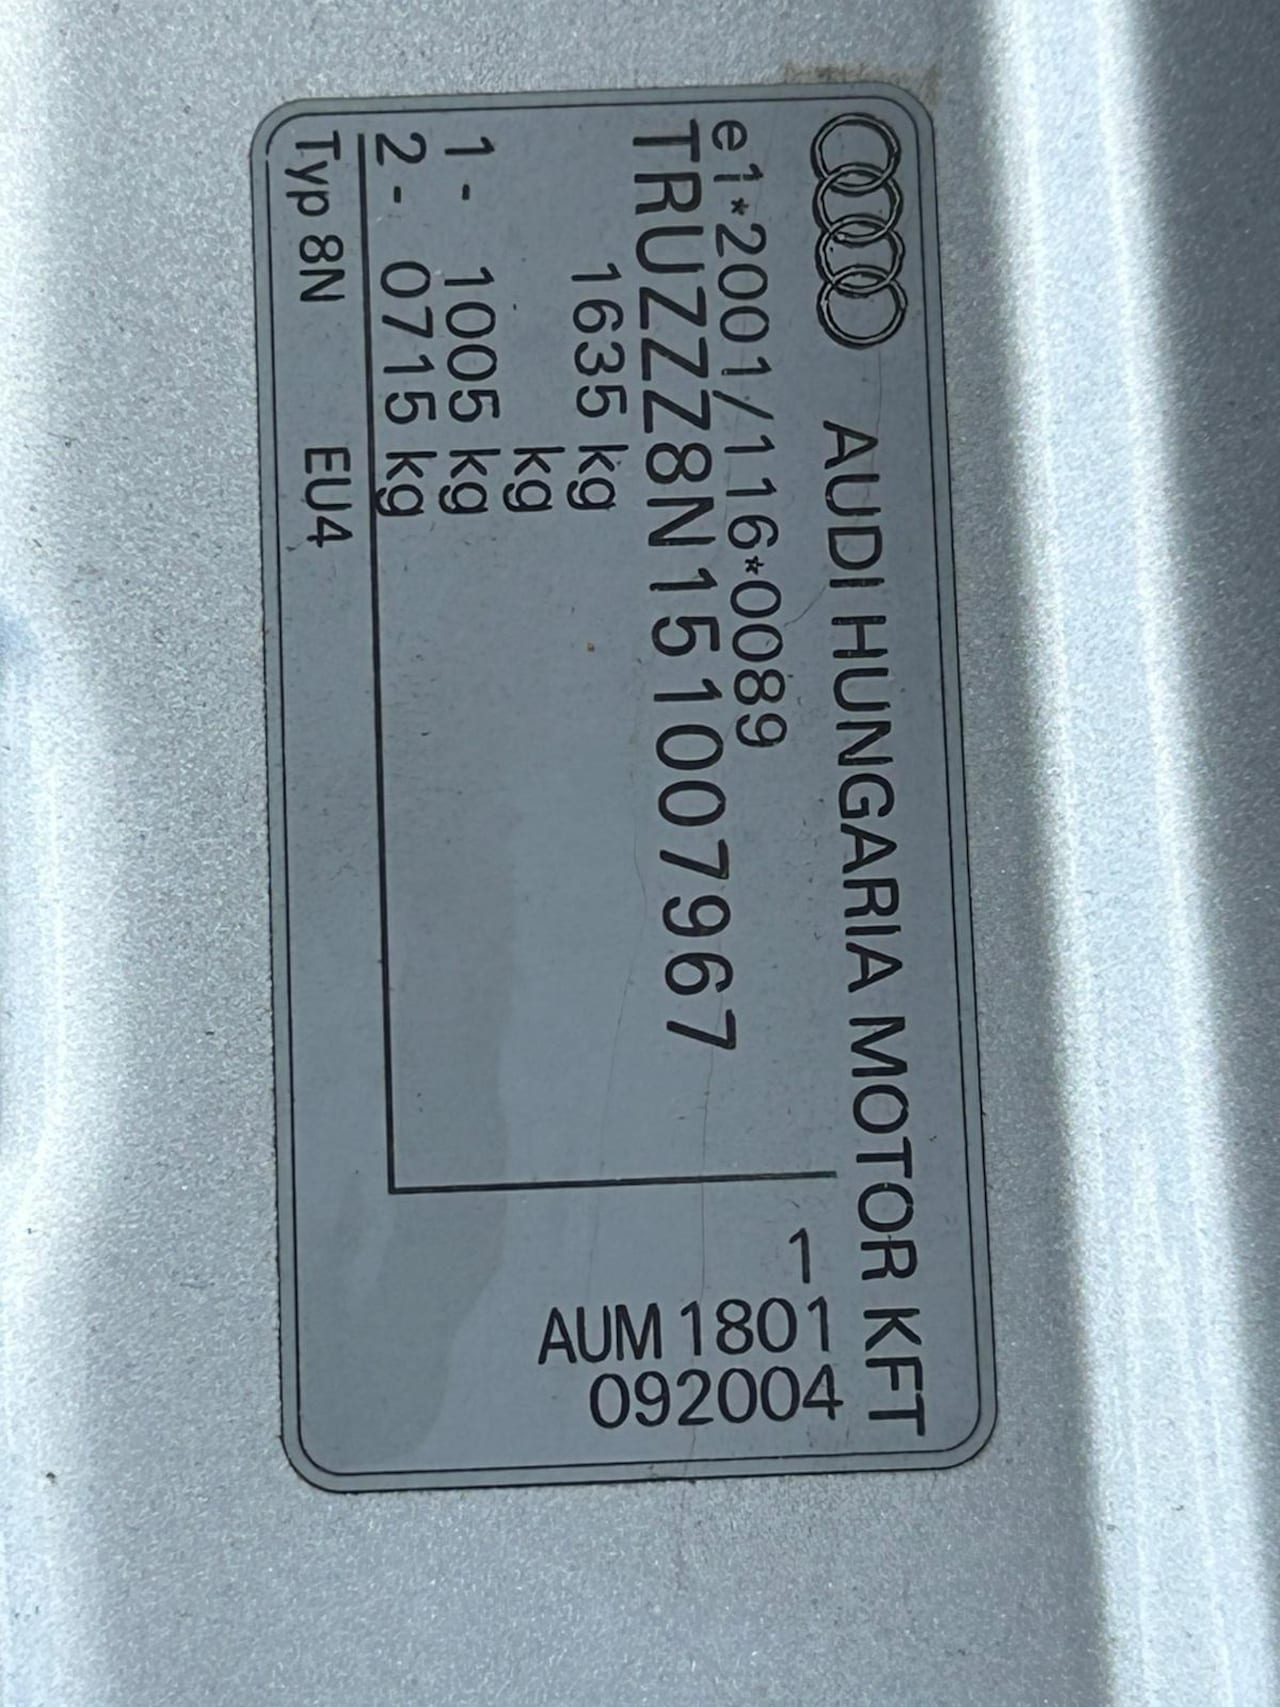 AUDI HUNGARIA MOTOR KFT
e1*2001/116*0089
TRUZZZ8N151007967
1635 kg
kg
1 - 1005 kg
2 - 0715 kg
Typ 8N EU4
1
AUM 1801
092004